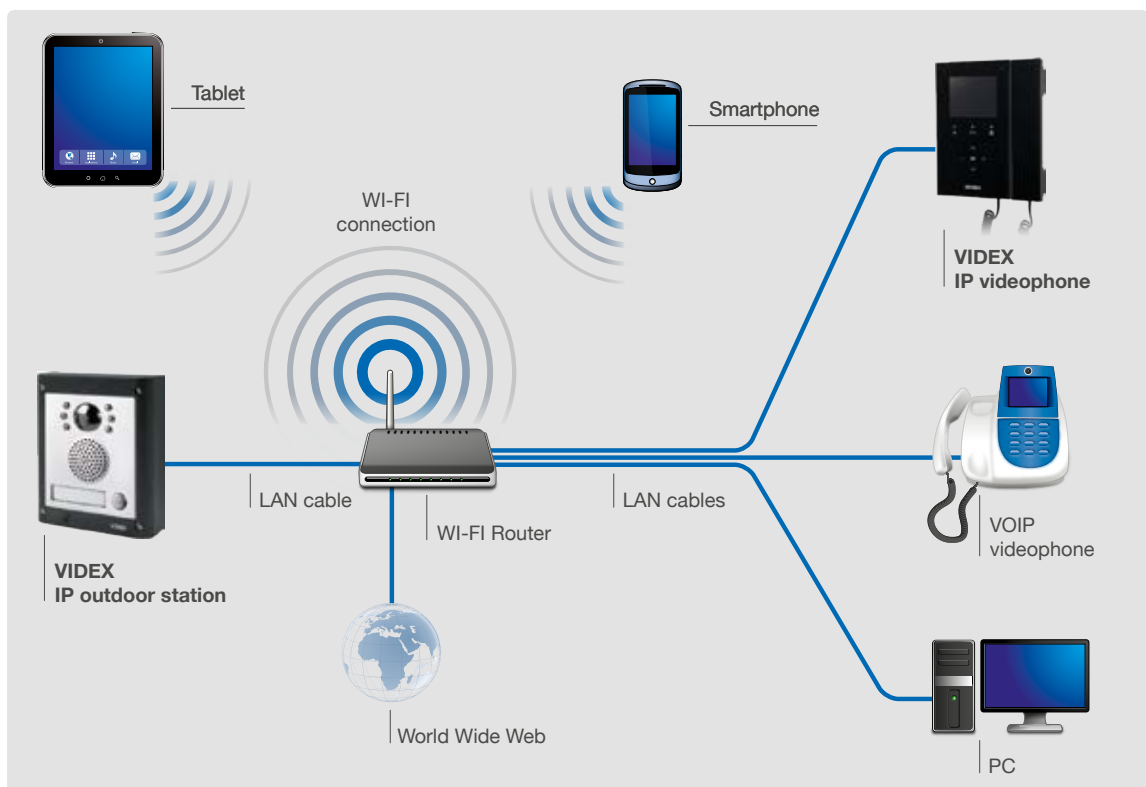 Tablet
Smartphone
WI-FI
connection
VIDEX
IP videophone
LAN cable
LAN cables
WI-FI Router
VOIP
videophone
VIDEX
IP outdoor station
World Wide Web
PC